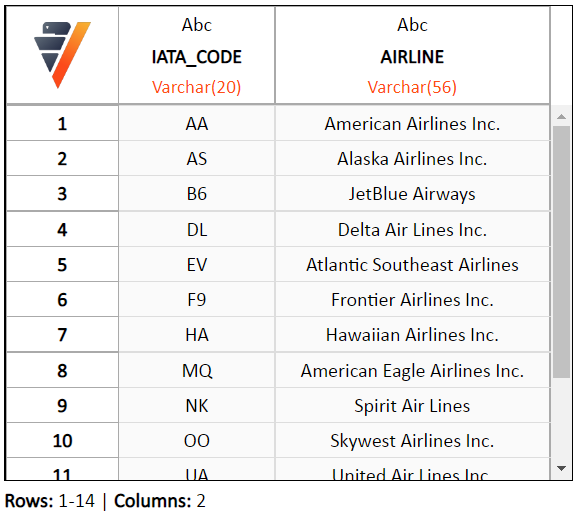 Abc Abc
IATA_CODE AIRLINE
Varchar(20) Varchar(56)
1 AA American Airlines Inc.
2 AS Alaska Airlines Inc.
3 B6 JetBlue Airways
4 DL Delta Air Lines Inc.
5 EV Atlantic Southeast Airlines
6 F9 Frontier Airlines Inc.
7 HA Hawaiian Airlines Inc.
8 MQ American Eagle Airlines Inc.
9 NK Spirit Air Lines
10 OO Skywest Airlines Inc.
11 UA United Air Lines Inc.
Rows: 1-14 | Columns: 2